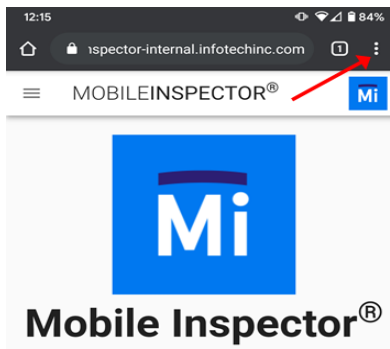 12:15 84%
ıspector-internal.infotechinc.com 1
MOBILEINSPECTOR® Mi
Mi
Mobile Inspector®